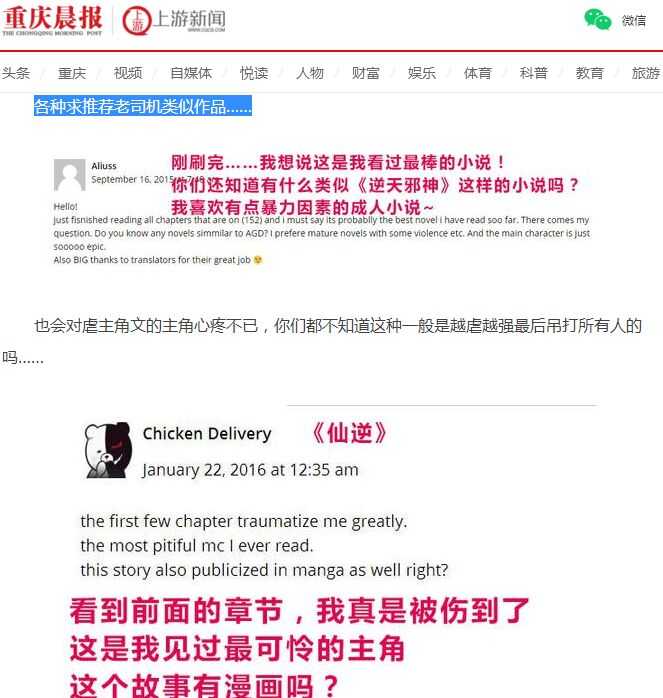 重庆晨报
THE CHONGQING MORNING POST
上游
上游新闻
WWW.CQCB.COM
微信
头条 / 重庆 / 视频 / 自媒体 / 悦读 / 人物 / 财富 / 娱乐 / 体育 / 科普 / 教育 / 旅游
各种求推荐老司机类似作品……
Aliuss
刚刷完……我想说这是我看过最棒的小说！
September 16, 2015 at
你们还知道有什么类似《逆天邪神》这样的小说吗？
我喜欢有点暴力因素的成人小说~
Hello!
just fisnished reading all chapters that are on (152) and i must say its probablly the best novel i have read soo far. There comes my
question. Do you know any novels simmilar to AGD? I prefere mature novels with some violence etc. And the main character is just
sooooo epic.
Also BIG thanks to translators for their great job
也会对虐主角文的主角心疼不已，你们都不知道这种一般是越虐越强最后吊打所有人的
吗……
Chicken Delivery
《仙逆》
January 22, 2016 at 12:35 am
the first few chapter traumatize me greatly.
the most pitiful mc I ever read.
this story also publicized in manga as well right?
看到前面的章节，我真是被伤到了
这是我见过最可怜的主角
这个故事有漫画吗？